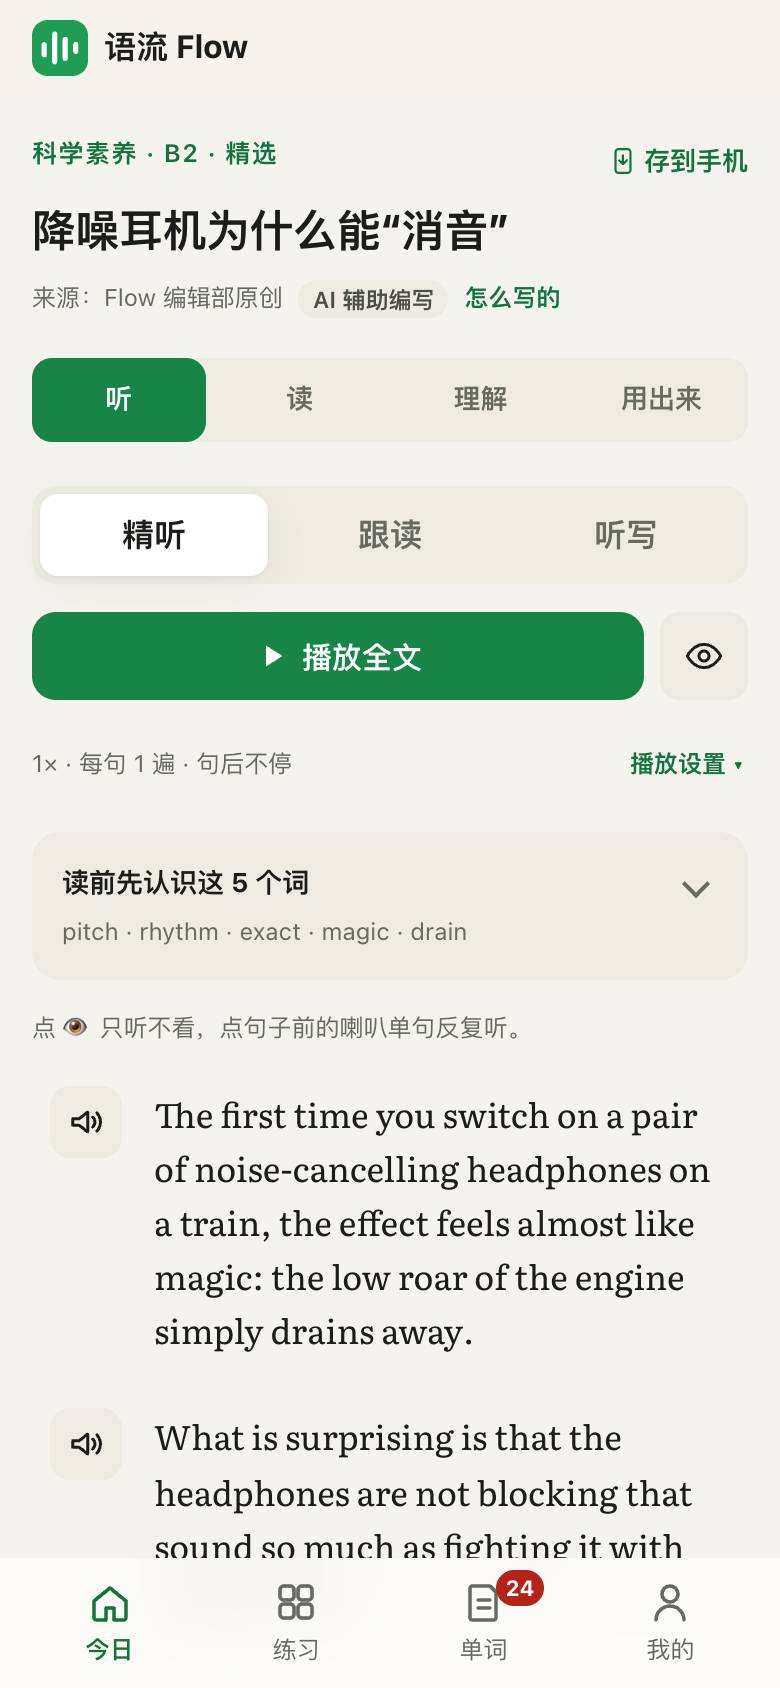 语流 Flow
科学素养 · B2 · 精选
存到手机
降噪耳机为什么能“消音”
来源：Flow 编辑部原创 AI 辅助编写 怎么写的
听 读 理解 用出来
精听 跟读 听写
播放全文
1× · 每句 1 遍 · 句后不停 播放设置
读前先认识这 5 个词
pitch · rhythm · exact · magic · drain
点 👁 只听不看，点句子前的喇叭单句反复听。
The first time you switch on a pair
of noise-cancelling headphones on
a train, the effect feels almost like
magic: the low roar of the engine
simply drains away.
What is surprising is that the
headphones are not blocking that
sound so much as fighting it with
24
今日 练习 单词 我的